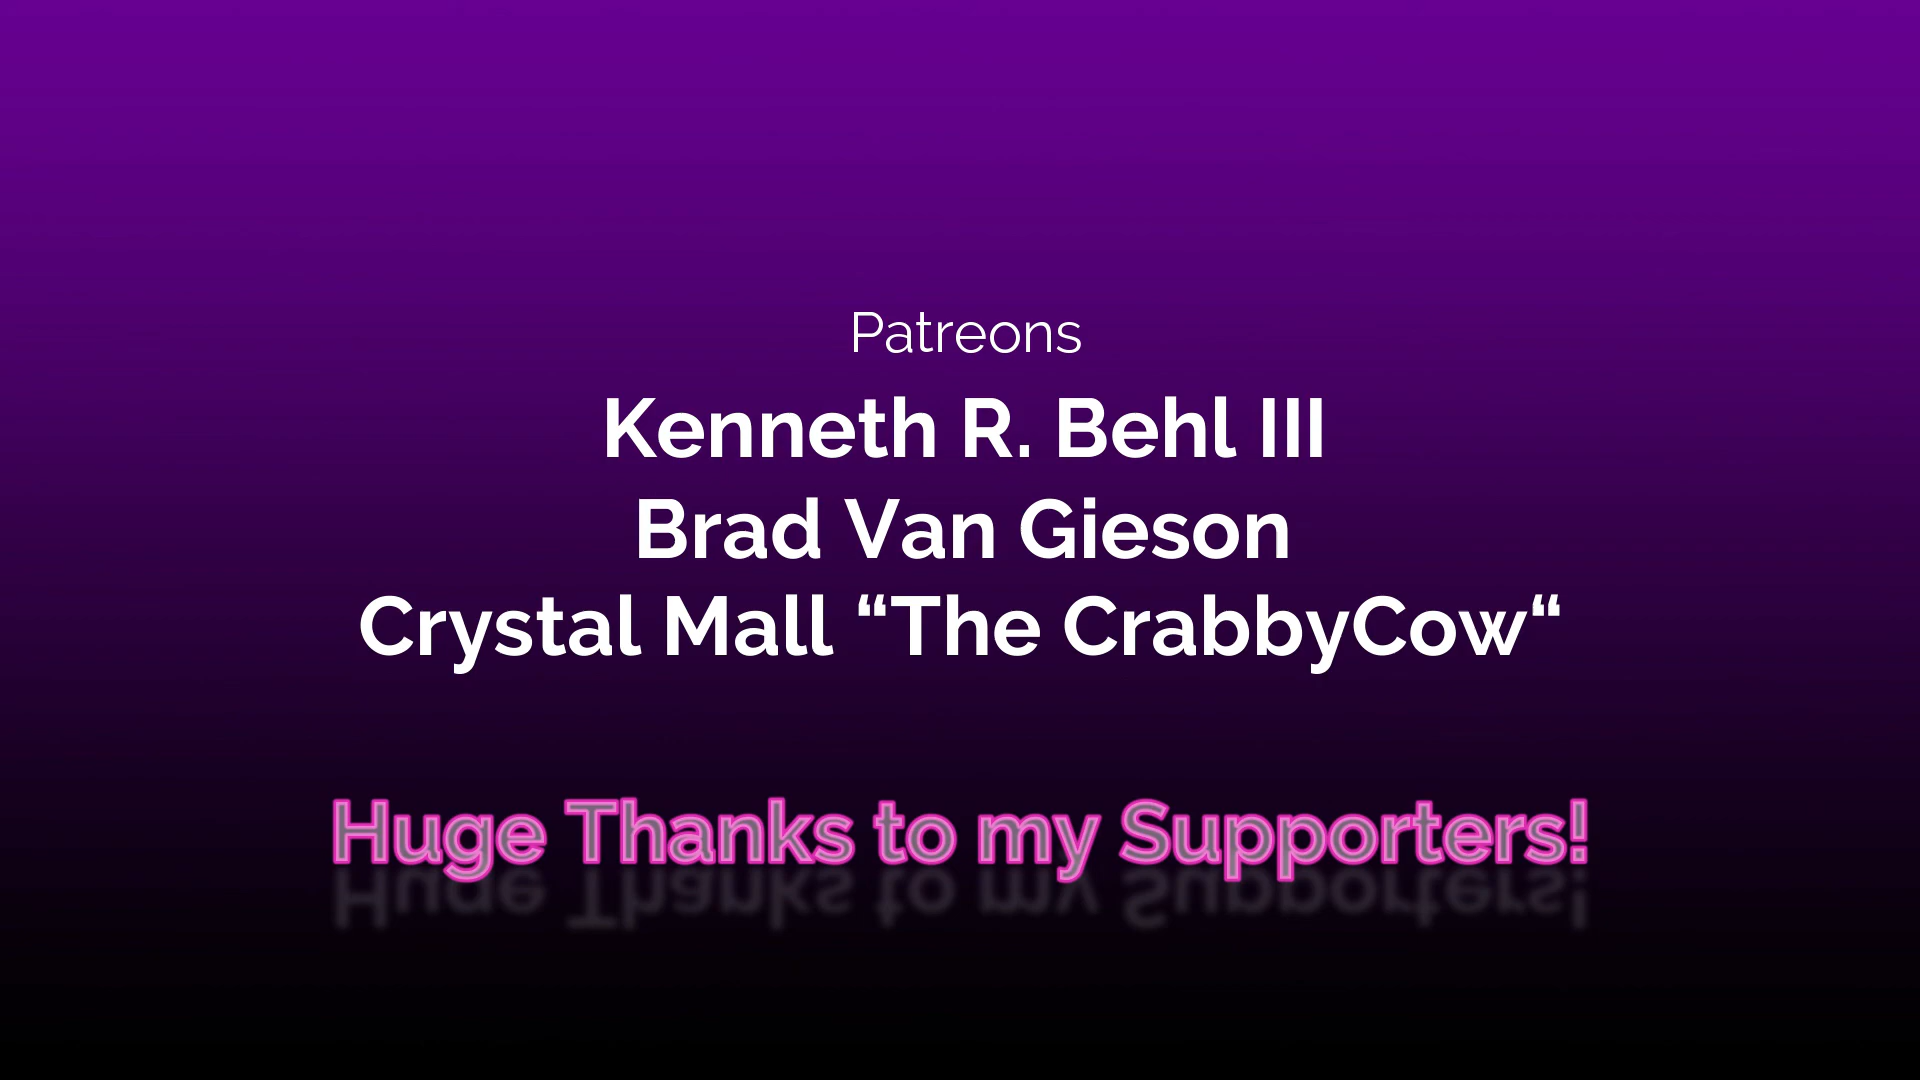 Patreons
Kenneth R. Behl III
Brad Van Gieson
Crystal Mall “The CrabbyCow“
Huge Thanks to my Supporters!